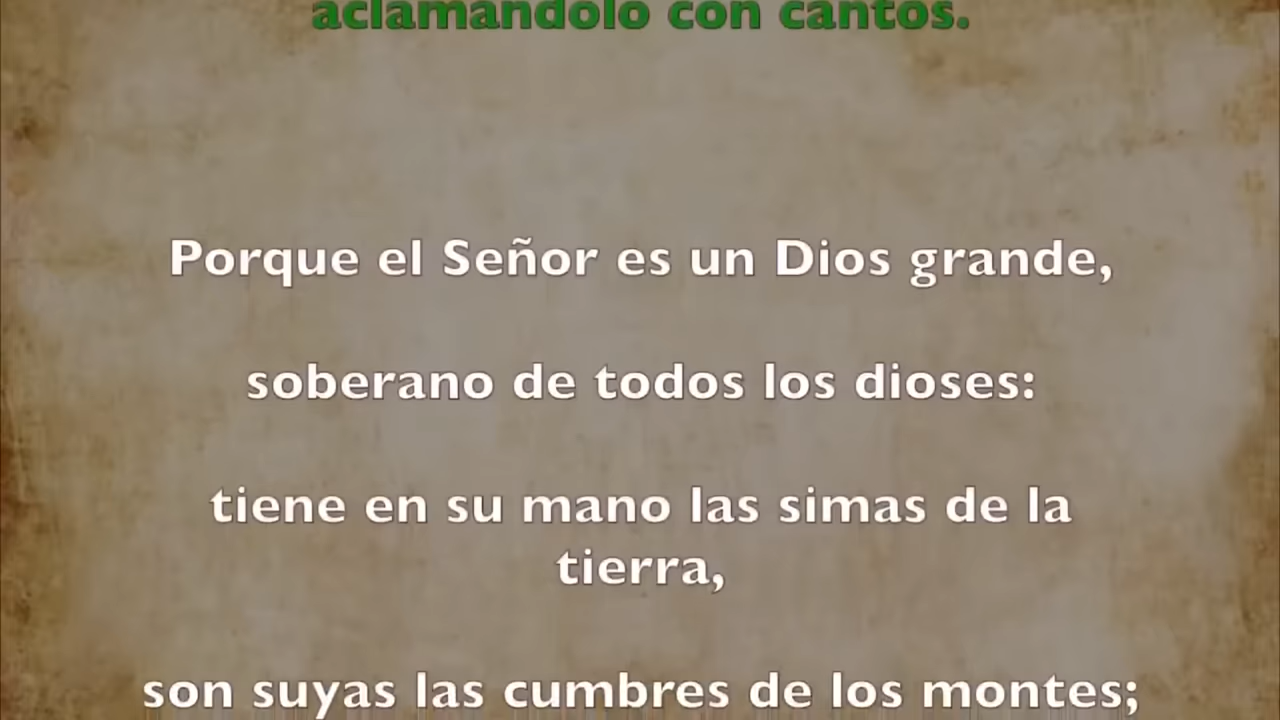 aclamándolo con cantos.
Porque el Señor es un Dios grande,
soberano de todos los dioses:
tiene en su mano las simas de la
tierra,
son suyas las cumbres de los montes;